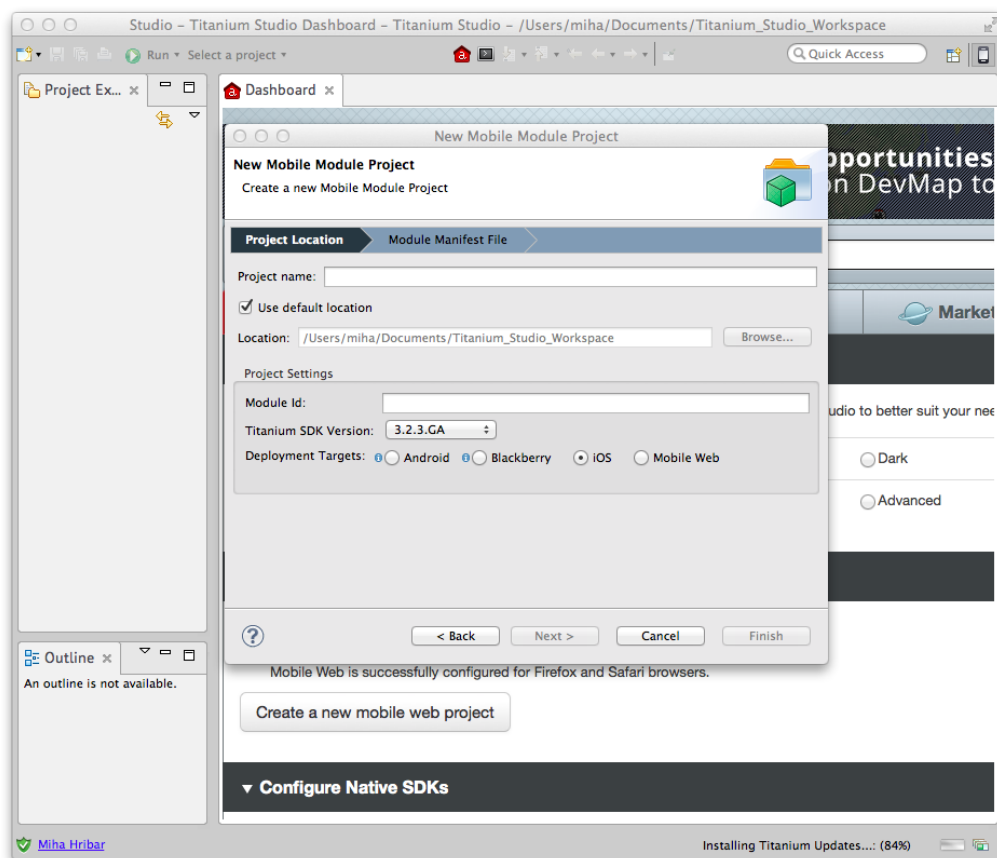 Studio – Titanium Studio Dashboard – Titanium Studio – /Users/miha/Documents/Titanium_Studio_Workspace
Run
Select a project
Quick Access
Project Ex...
Dashboard
New Mobile Module Project
New Mobile Module Project
Create a new Mobile Module Project
pportunities
on DevMap to
Project Location
Module Manifest File
Project name:
Use default location
Location: /Users/miha/Documents/Titanium_Studio_Workspace Browse...
Market
Project Settings
Module Id:
udio to better suit your nee
Titanium SDK Version: 3.2.3.GA
Deployment Targets: Android Blackberry iOS Mobile Web
Dark
Advanced
< Back Next > Cancel Finish
Outline
An outline is not available.
Mobile Web is successfully configured for Firefox and Safari browsers.
Create a new mobile web project
Configure Native SDKs
Miha Hribar
Installing Titanium Updates...: (84%)